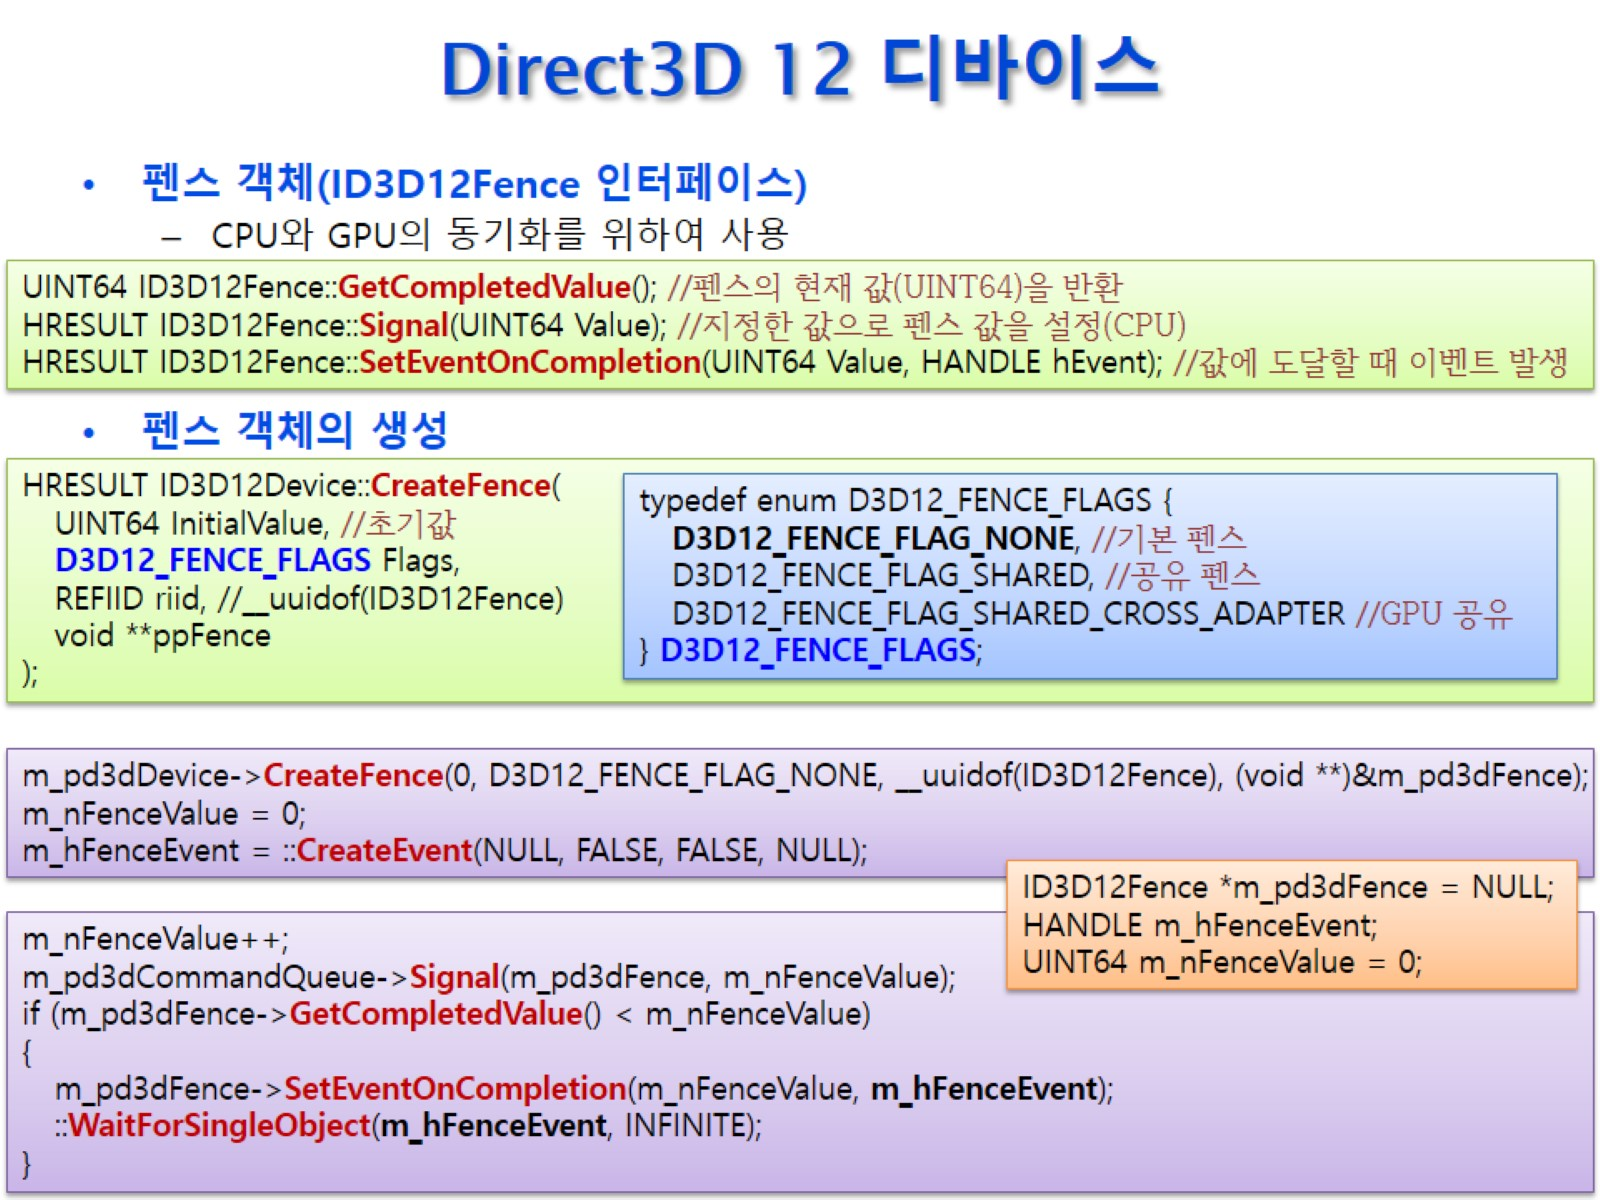 Direct3D 12 디바이스
• 펜스 객체(ID3D12Fence 인터페이스)
– CPU와 GPU의 동기화를 위하여 사용
UINT64 ID3D12Fence::GetCompletedValue(); //펜스의 현재 값(UINT64)을 반환
HRESULT ID3D12Fence::Signal(UINT64 Value); //지정한 값으로 펜스 값을 설정(CPU)
HRESULT ID3D12Fence::SetEventOnCompletion(UINT64 Value, HANDLE hEvent); //값에 도달할 때 이벤트 발생
• 펜스 객체의 생성
HRESULT ID3D12Device::CreateFence(
UINT64 InitialValue, //초기값
D3D12_FENCE_FLAGS Flags,
REFIID riid, //__uuidof(ID3D12Fence)
void **ppFence
);
typedef enum D3D12_FENCE_FLAGS {
D3D12_FENCE_FLAG_NONE, //기본 펜스
D3D12_FENCE_FLAG_SHARED, //공유 펜스
D3D12_FENCE_FLAG_SHARED_CROSS_ADAPTER //GPU 공유
} D3D12_FENCE_FLAGS;
m_pd3dDevice->CreateFence(0, D3D12_FENCE_FLAG_NONE, __uuidof(ID3D12Fence), (void **)&m_pd3dFence);
m_nFenceValue = 0;
m_hFenceEvent = ::CreateEvent(NULL, FALSE, FALSE, NULL);
ID3D12Fence *m_pd3dFence = NULL;
HANDLE m_hFenceEvent;
UINT64 m_nFenceValue = 0;
m_nFenceValue++;
m_pd3dCommandQueue->Signal(m_pd3dFence, m_nFenceValue);
if (m_pd3dFence->GetCompletedValue() < m_nFenceValue)
{
m_pd3dFence->SetEventOnCompletion(m_nFenceValue, m_hFenceEvent);
::WaitForSingleObject(m_hFenceEvent, INFINITE);
}